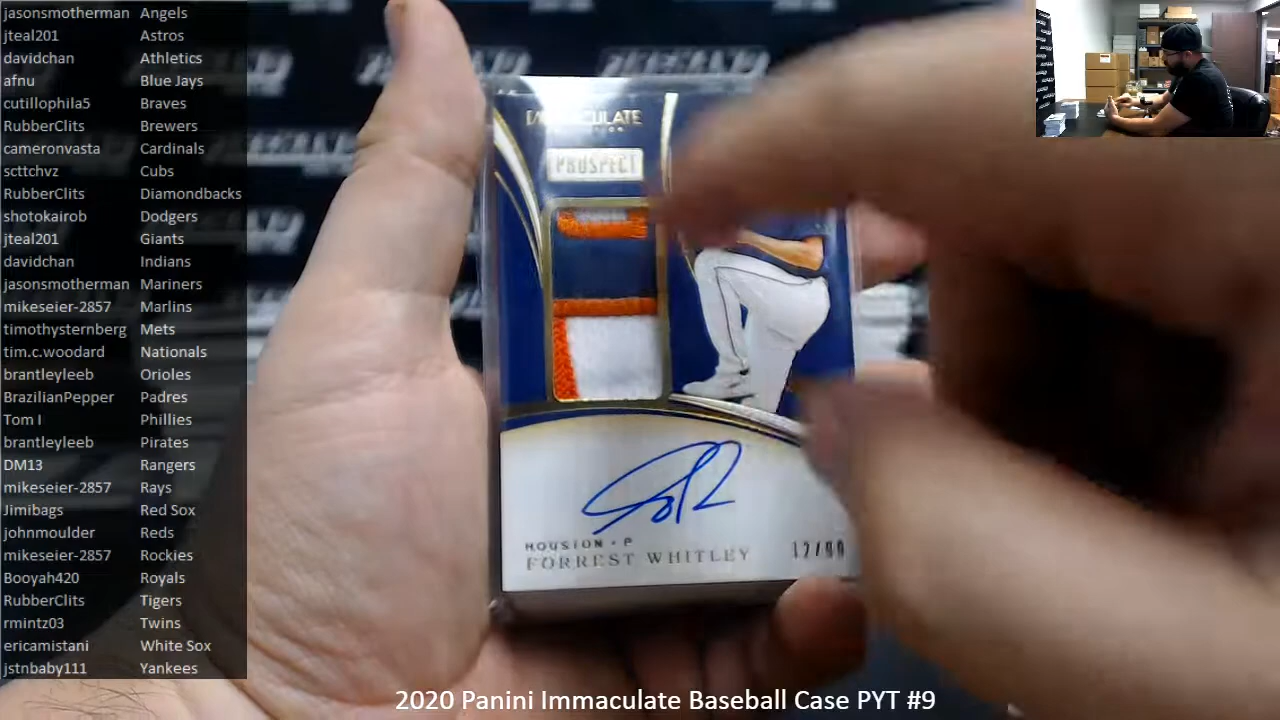 jasonsmotherman Angels
jteal201 Astros
davidchan Athletics
afnu Blue Jays
cutillophila5 Braves
RubberClits Brewers
cameronvasta Cardinals
scttchvz Cubs
RubberClits Diamondbacks
shotokairob Dodgers
jteal201 Giants
davidchan Indians
jasonsmotherman Mariners
mikeseier-2857 Marlins
timothysternberg Mets
tim.c.woodard Nationals
brantleyleeb Orioles
BrazilianPepper Padres
Tom I Phillies
brantleyleeb Pirates
DM13 Rangers
mikeseier-2857 Rays
Jimibags Red Sox
johnmoulder Reds
mikeseier-2857 Rockies
Booyah420 Royals
RubberClits Tigers
rmintz03 Twins
ericamistani White Sox
jstnbaby111 Yankees
IMMACULATE
PROSPECT
HOUSTON · P
FORREST WHITLEY
2020 Panini Immaculate Baseball Case PYT #9